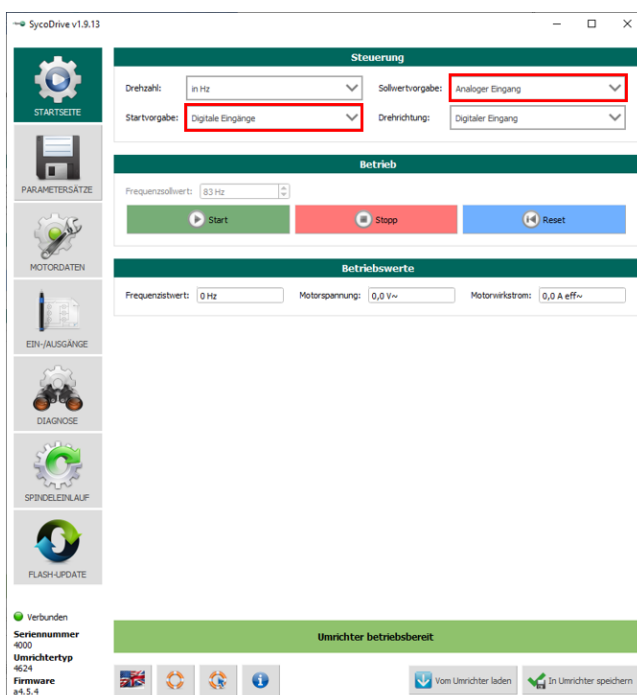 SycoDrive v1.9.13
STARTSEITE
PARAMETERSÄTZE
MOTORDATEN
EIN-/AUSGÄNGE
DIAGNOSE
SPINDELEINLAUF
FLASH-UPDATE
Verbunden
Seriennummer
4000
Umrichtertyp
4624
Firmware
a4.5.4
Steuerung
Drehzahl: in Hz Sollwertvorgabe: Analoger Eingang
Startvorgabe: Digitale Eingänge Drehrichtung: Digitaler Eingang
Betrieb
Frequenzsollwert: 83 Hz
Start Stopp Reset
Betriebswerte
Frequenzistwert: 0 Hz Motorspannung: 0,0 V~ Motorwirkstrom: 0,0 A eff~
Umrichter betriebsbereit
Vom Umrichter laden In Umrichter speichern